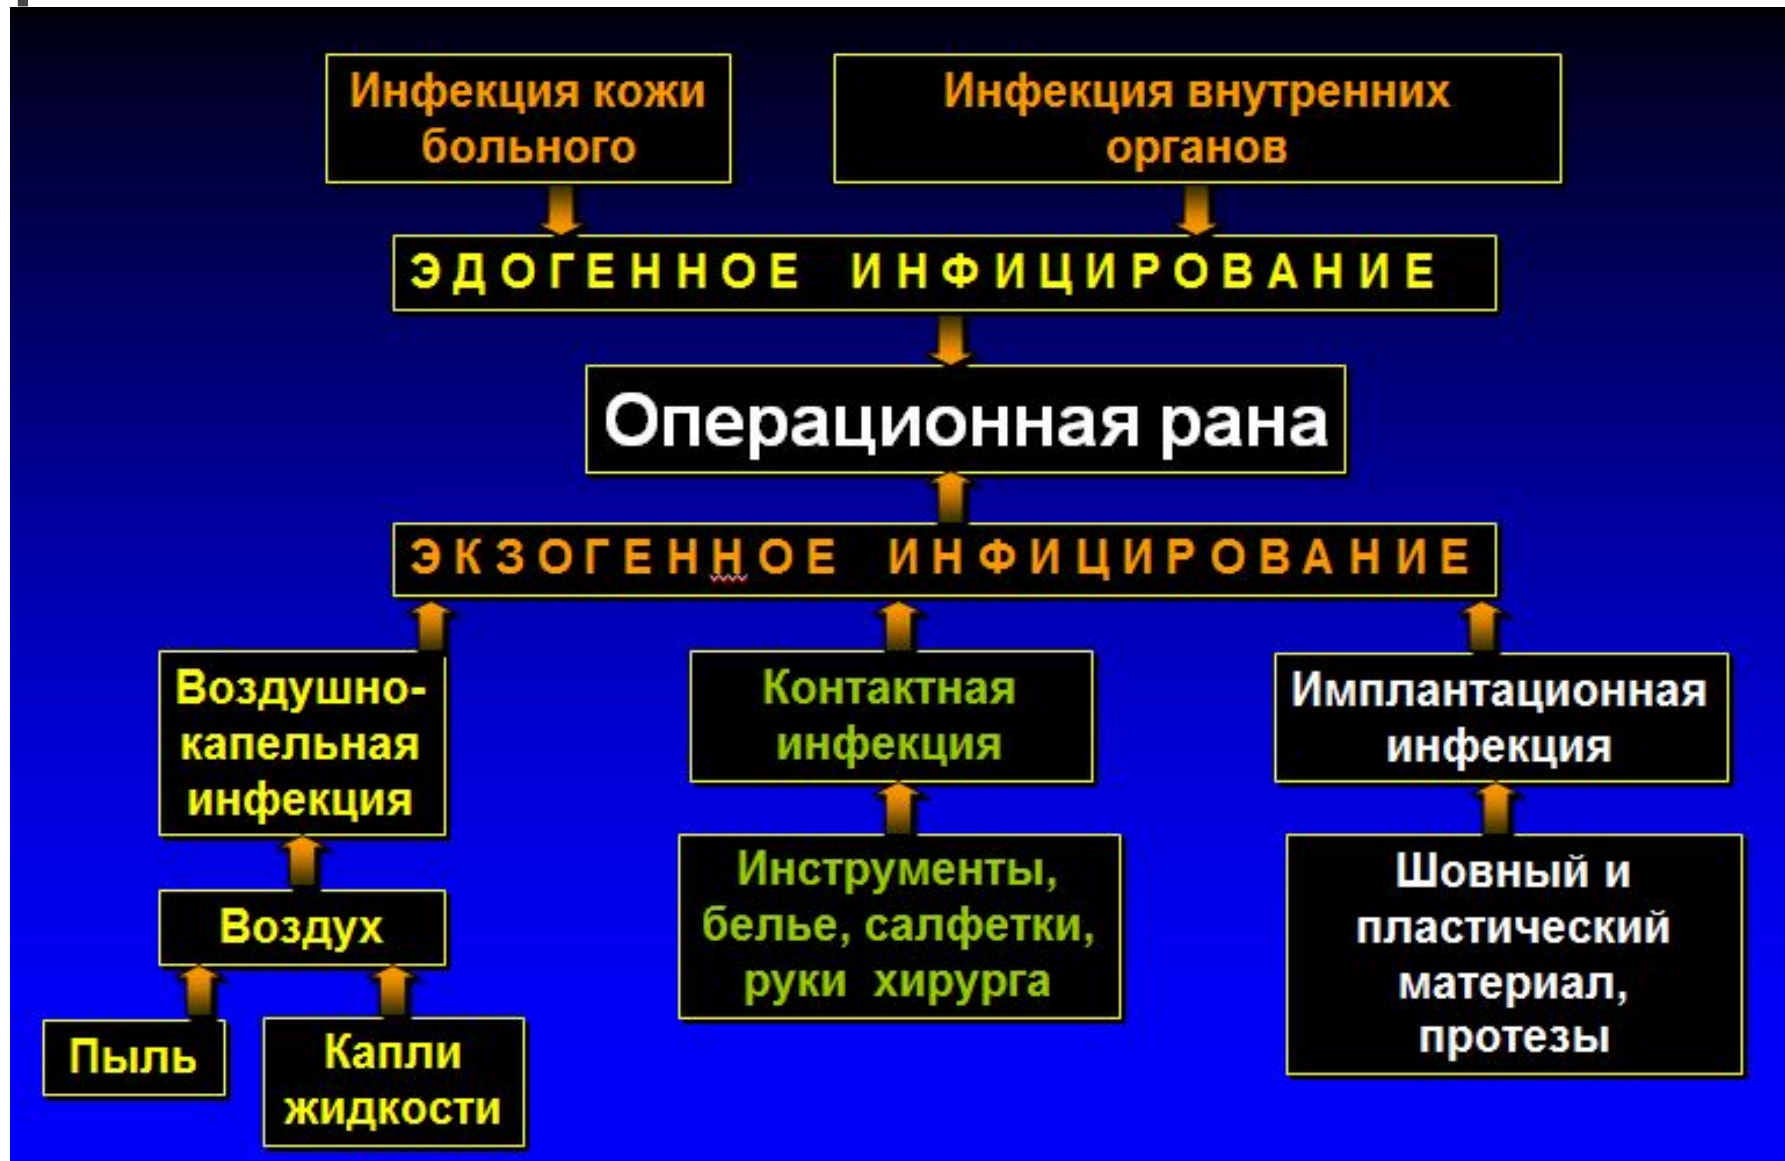 Инфекция кожи
больного
Инфекция внутренних
органов
ЭДОГЕННОЕ ИНФИЦИРОВАНИЕ
Операционная рана
ЭКЗОГЕННОЕ ИНФИЦИРОВАНИЕ
Воздушно-
капельная
инфекция
Контактная
инфекция
Имплантационная
инфекция
Воздух
Инструменты,
белье, салфетки,
руки хирурга
Шовный и
пластический
материал,
протезы
Пыль
Капли
жидкости